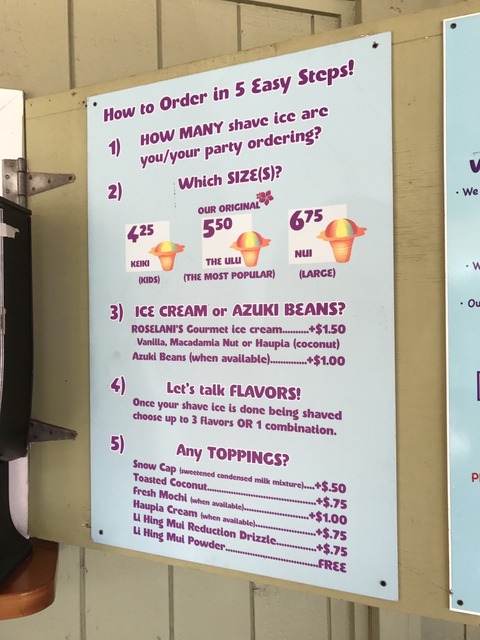 How to Order in 5 Easy Steps!
1) HOW MANY shave ice are
you/your party ordering?
2) Which SIZE(S)?
OUR ORIGINAL
4.25 5.50 6.75
KEIKI THE ULU NUI
(KIDS) (THE MOST POPULAR) (LARGE)
3) ICE CREAM or AZUKI BEANS?
ROSELANI'S Gourmet ice cream..........+$1.50
Vanilla, Macadamia Nut or Haupia (coconut)
Azuki Beans (when available)..............+$1.00
4) Let's talk FLAVORS!
Once your shave ice is done being shaved
choose up to 3 flavors OR 1 combination.
5) Any TOPPINGS?
Snow Cap (sweetened condensed milk mixture)....+$.50
Toasted Coconut............................+$.75
Fresh Mochi (when available)..................+$1.00
Haupia Cream (when available)................+$.75
Li Hing Mui Reduction Drizzle..........+$.75
Li Hing Mui Powder........................FREE
We